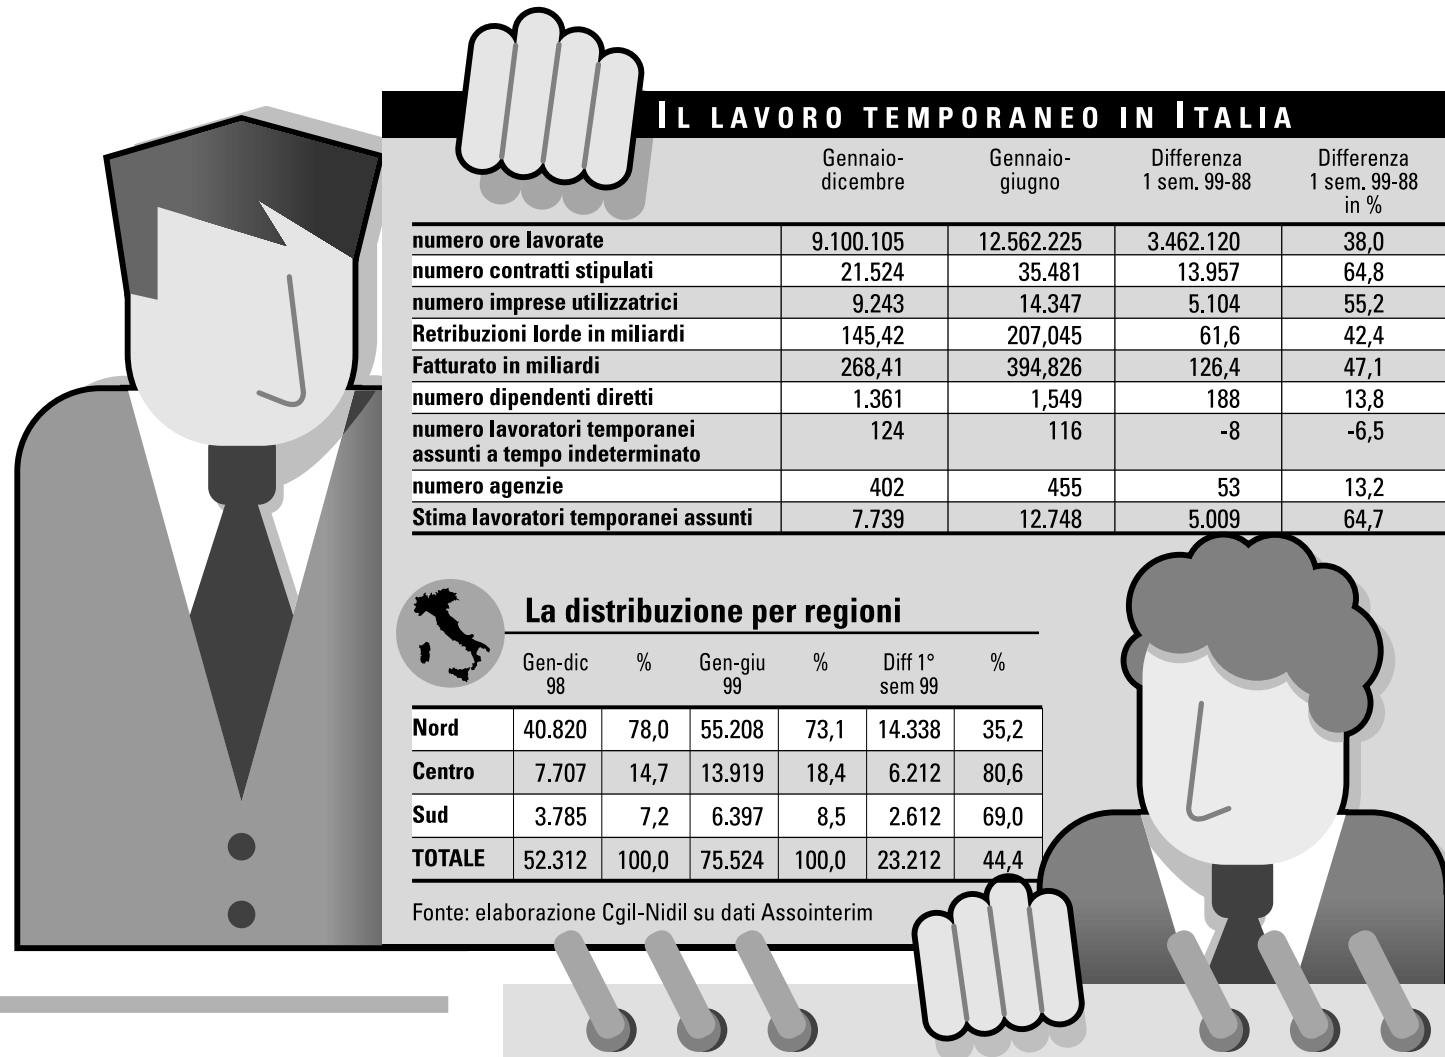 IL LAVORO TEMPORANEO IN ITALIA
Gennaio- Gennaio- Differenza Differenza
dicembre giugno 1 sem. 99-88 1 sem. 99-88
in %
numero ore lavorate 9.100.105 12.562.225 3.462.120 38,0
numero contratti stipulati 21.524 35.481 13.957 64,8
numero imprese utilizzatrici 9.243 14.347 5.104 55,2
Retribuzioni lorde in miliardi 145,42 207,045 61,6 42,4
Fatturato in miliardi 268,41 394,826 126,4 47,1
numero dipendenti diretti 1.361 1,549 188 13,8
numero lavoratori temporanei 124 116 -8 -6,5
assunti a tempo indeterminato
numero agenzie 402 455 53 13,2
Stima lavoratori temporanei assunti 7.739 12.748 5.009 64,7
La distribuzione per regioni
Gen-dic % Gen-giu % Diff 1° %
98 99 sem 99
Nord 40.820 78,0 55.208 73,1 14.338 35,2
Centro 7.707 14,7 13.919 18,4 6.212 80,6
Sud 3.785 7,2 6.397 8,5 2.612 69,0
TOTALE 52.312 100,0 75.524 100,0 23.212 44,4
Fonte: elaborazione Cgil-Nidil su dati Assointerim